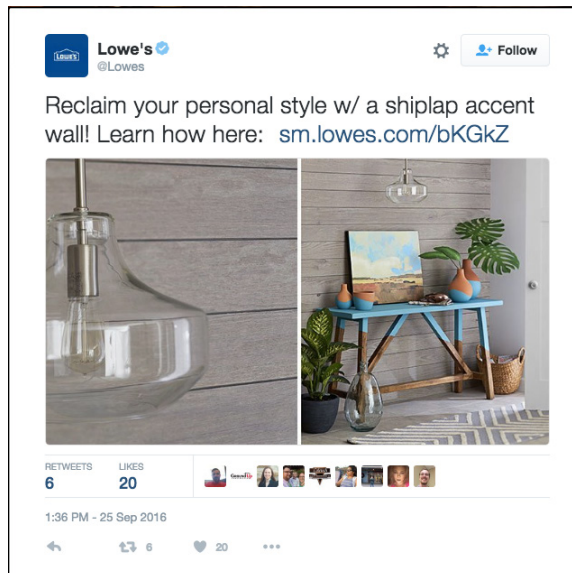 LOWE'S
Lowe's
@Lowes
Follow
Reclaim your personal style w/ a shiplap accent
wall! Learn how here: sm.lowes.com/bKGkZ
RETWEETS
6
LIKES
20
1:36 PM - 25 Sep 2016
6
20